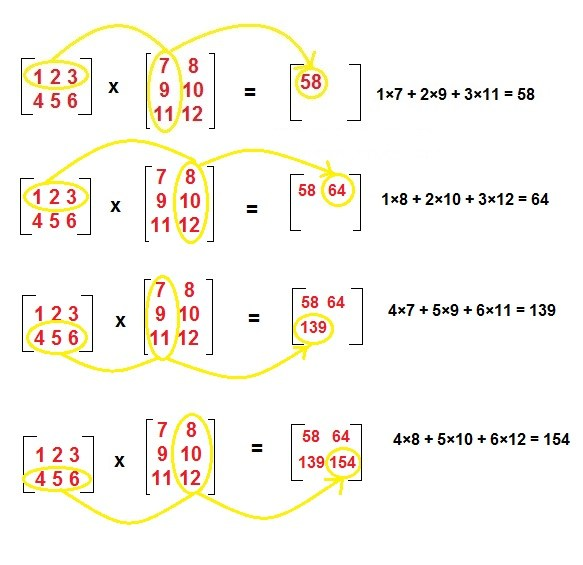 1 2 3 x 7 8 = 58 1×7 + 2×9 + 3×11 = 58
4 5 6 9 10
11 12
1 2 3 x 7 8 = 58 64 1×8 + 2×10 + 3×12 = 64
4 5 6 9 10
11 12
1 2 3 x 7 8 = 58 64 4×7 + 5×9 + 6×11 = 139
4 5 6 9 10 139
11 12
1 2 3 x 7 8 = 58 64 4×8 + 5×10 + 6×12 = 154
4 5 6 9 10 139 154
11 12